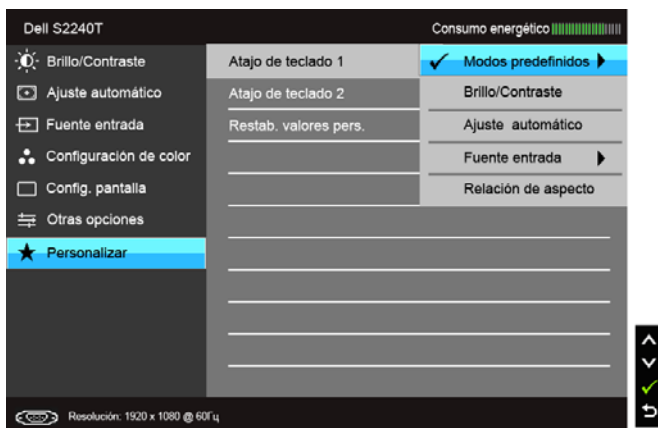 Dell S2240T
Consumo energético
Brillo/Contraste
Ajuste automático
Fuente entrada
Configuración de color
Config. pantalla
Otras opciones
Personalizar
Atajo de teclado 1
Atajo de teclado 2
Restab. valores pers.
Modos predefinidos
Brillo/Contraste
Ajuste automático
Fuente entrada
Relación de aspecto
Resolución: 1920 x 1080 @ 60Гц